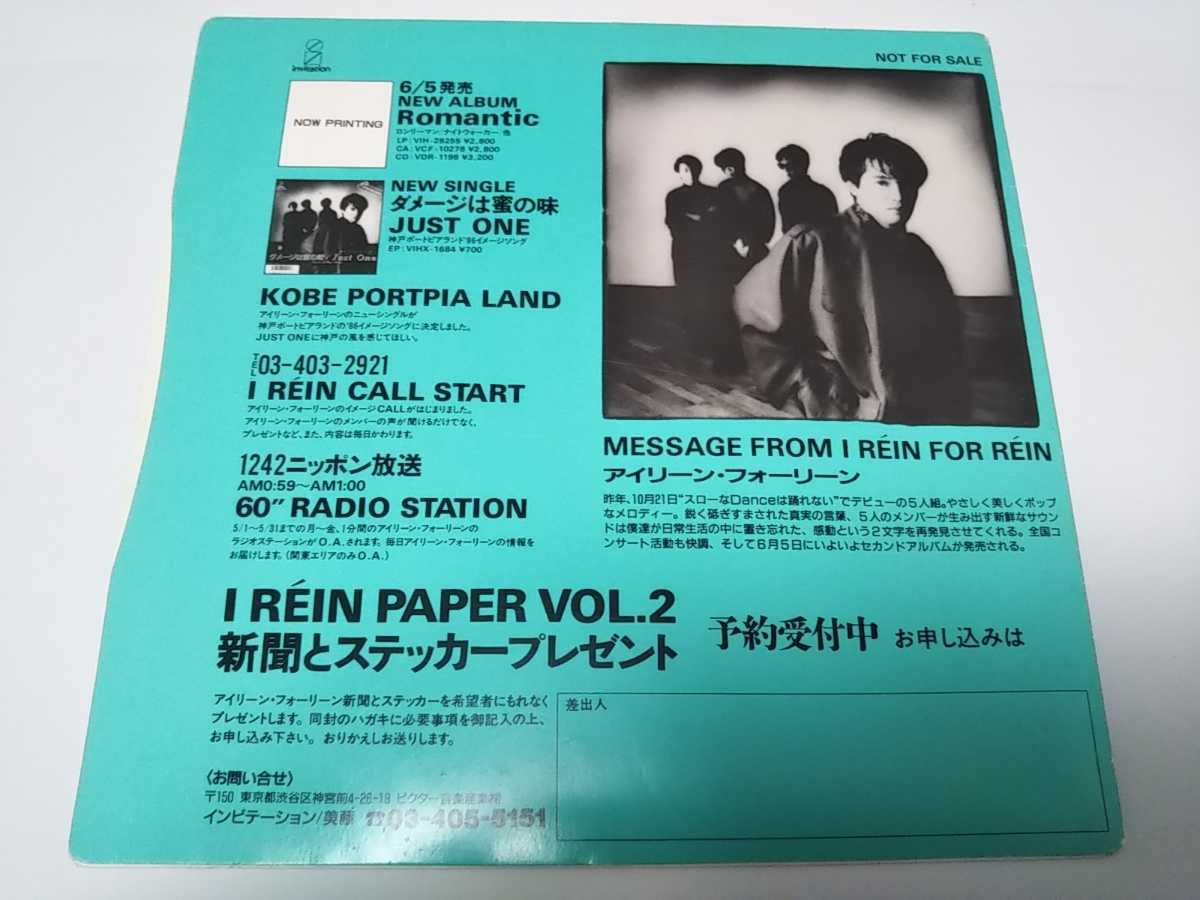 invitation
NOT FOR SALE
NOW PRINTING
6/5発売
NEW ALBUM
Romantic
ロンリーマン/ナイトウォーカー 他
LP:VIH-28255 ¥2,800
CA:VCF-10278 ¥2,800
CD:VDR-1198 ¥3,200
NEW SINGLE
ダメージは蜜の味
JUST ONE
神戸ポートピアランド'86イメージソング
EP:VIHX-1684 ¥700
ダメージは蜜の味 Just One
KOBE PORTPIA LAND
アイリーン・フォーリーンのニューシングルが
神戸ポートピアランドの'86イメージソングに決定しました。
JUST ONEに神戸の風を感じてほしい。
TEL03-403-2921
I RÉIN CALL START
アイリーン・フォーリーンのイメージCALLがはじまりました。
アイリーン・フォーリーンのメンバーの声が聞けるだけでなく、
プレゼントなど、また、内容は毎日かわります。
1242ニッポン放送
AM0:59〜AM1:00
60″RADIO STATION
5/1〜5/31までの月〜金、1分間のアイリーン・フォーリーンの
ラジオステーションがO.A.されます。毎日アイリーン・フォーリーンの情報を
お届けします。(関東エリアのみO.A.)
MESSAGE FROM I RÉIN FOR RÉIN
アイリーン・フォーリーン
昨年、10月21日“スローなDanceは踊れない”でデビューの5人組。やさしく美しくポップ
なメロディー。鋭く砥ぎすまされた真実の言葉、5人のメンバーが生み出す新鮮なサウン
ドは僕達が日常生活の中に置き忘れた、感動という2文字を再発見させてくれる。全国コ
ンサート活動も快調、そして6月5日にいよいよセカンドアルバムが発売される。
I RÉIN PAPER VOL.2
新聞とステッカープレゼント
予約受付中 お申し込みは
アイリーン・フォーリーン新聞とステッカーを希望者にもれなく
プレゼントします。同封のハガキに必要事項を御記入の上、
お申し込み下さい。おりかえしお送りします。
差出人
〈お問い合せ〉
〒150 東京都渋谷区神宮前4-26-18 ビクター音楽産業㈱
インビテーション/美藤 ☎03-405-5151